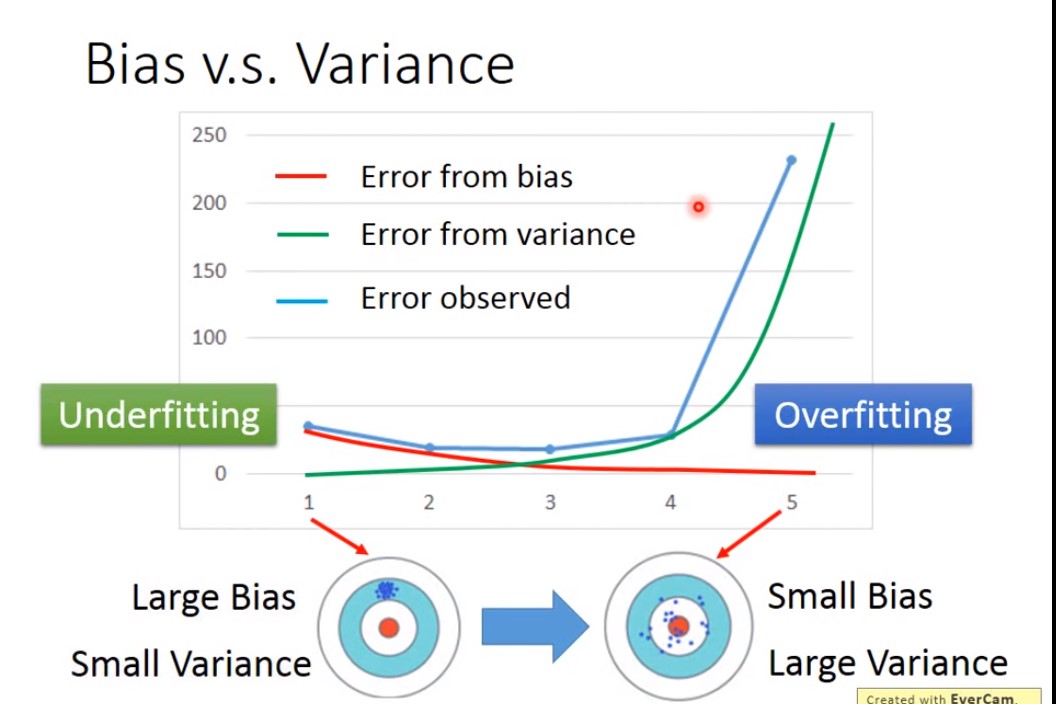 Bias v.s. Variance
250
200
150
100
0
Error from bias
Error from variance
Error observed
Underfitting
Overfitting
1 2 3 4 5
Large Bias
Small Variance
Small Bias
Large Variance
Created with EverCam.